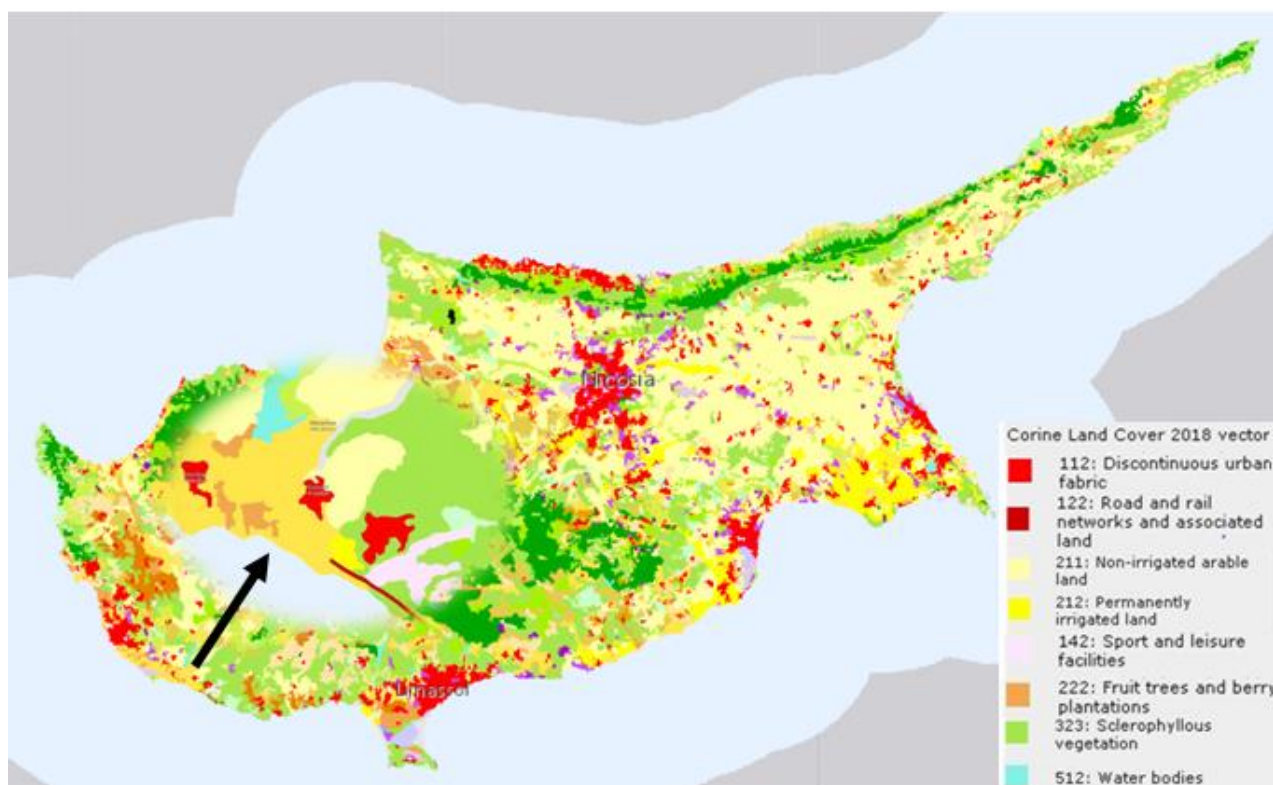 Nicosia
Limassol
Corine Land Cover 2018 vector
112: Discontinuous urban
fabric
122: Road and rail
networks and associated
land
211: Non-irrigated arable
land
212: Permanently
irrigated land
142: Sport and leisure
facilities
222: Fruit trees and berry
plantations
323: Sclerophyllous
vegetation
512: Water bodies